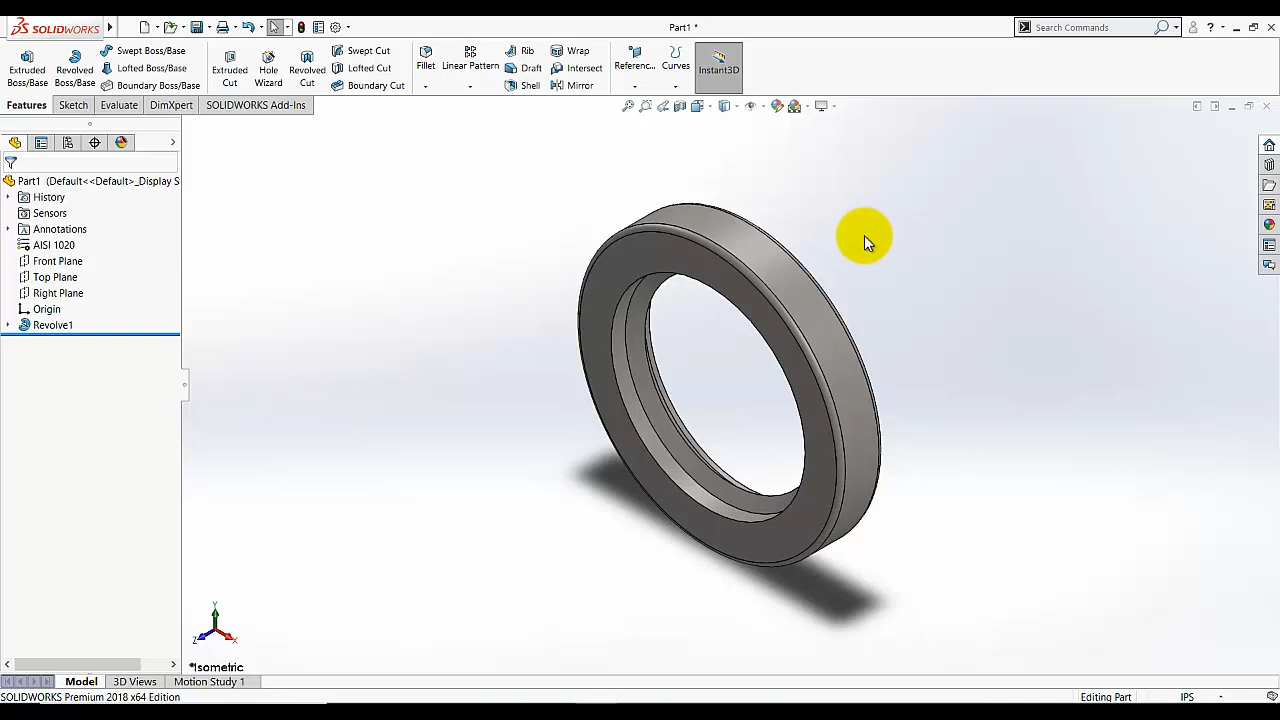 SOLIDWORKS
Part1 *
Search Commands
?
Extruded Boss/Base
Revolved Boss/Base
Swept Boss/Base
Lofted Boss/Base
Boundary Boss/Base
Extruded Cut
Hole Wizard
Revolved Cut
Swept Cut
Lofted Cut
Boundary Cut
Fillet
Linear Pattern
Rib
Draft
Shell
Wrap
Intersect
Mirror
Referenc...
Curves
Instant3D
Features
Sketch
Evaluate
DimXpert
SOLIDWORKS Add-Ins
Part1 (Default<<Default>_Display S
History
Sensors
Annotations
AISI 1020
Front Plane
Top Plane
Right Plane
Origin
Revolve1
Y
Z
X
*Isometric
Model
3D Views
Motion Study 1
SOLIDWORKS Premium 2018 x64 Edition
Editing Part
IPS